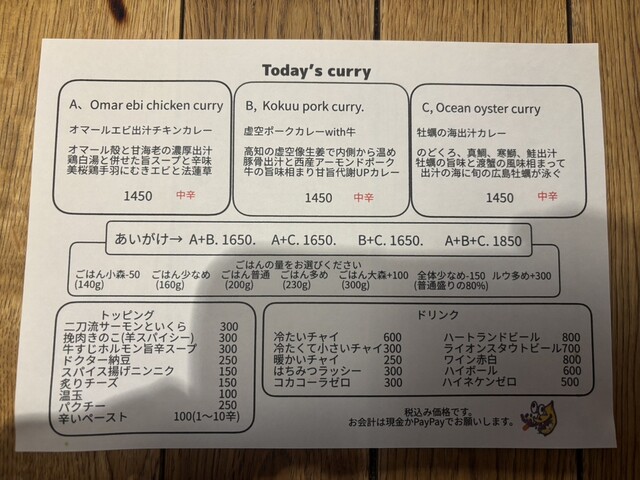 Today's curry
A、Omar ebi chicken curry
オマールエビ出汁チキンカレー
オマール殻と甘海老の濃厚出汁
鶏白湯と併せた旨スープと辛味
美桜鶏手羽にむきエビと法蓮草
1450 中辛
B, Kokuu pork curry.
虚空ポークカレーwith牛
高知の虚空像生姜で内側から温め
豚骨出汁と西産アーモンドポーク
牛の旨味相まり甘旨代謝UPカレー
1450 中辛
C, Ocean oyster curry
牡蠣の海出汁カレー
のどくろ、真鯛、寒鰤、鮭出汁
牡蠣の旨味と渡蟹の風味相まって
出汁の海に旬の広島牡蠣が泳ぐ
1450 中辛
あいがけ→ A+B. 1650. A+C. 1650. B+C. 1650. A+B+C. 1850
ごはんの量をお選びください
ごはん小森-50 ごはん少なめ ごはん普通 ごはん多め ごはん大森+100 全体少なめ-150 ルウ多め+300
(140g) (160g) (200g) (230g) (300g) (普通盛りの80%)
トッピング
二刀流サーモンといくら 300
挽肉きのこ(羊スパイシー) 300
牛すじホルモン旨辛スープ 300
ドクター納豆 250
スパイス揚げニンニク 150
炙りチーズ 150
温玉 100
パクチー 250
辛いペースト 100(1〜10辛)
ドリンク
冷たいチャイ 600
冷たくて小さいチャイ300
暖かいチャイ 250
はちみつラッシー 300
コカコーラゼロ 300
ハートランドビール 800
ライオンスタウトビール700
ワイン赤白 800
ハイボール 600
ハイネケンゼロ 500
税込み価格です。
お会計は現金かPayPayでお願いします。